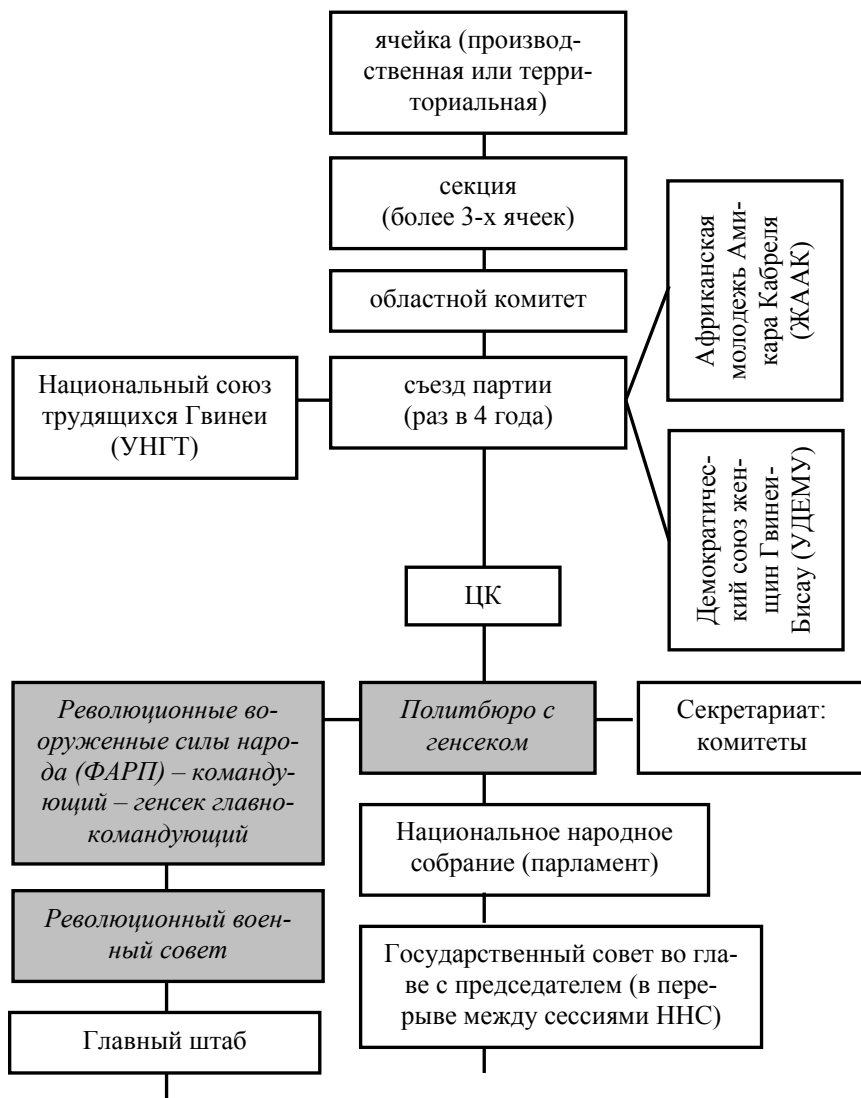 ячейка (производ-
ственная или терри-
ториальная)
секция
(более 3-х ячеек)
областной комитет
съезд партии
(раз в 4 года)
Национальный союз
трудящихся Гвинеи
(УНГТ)
Африканская
молодежь Ами-
кара Кабреля
(ЖААК)
Демократичес-
кий союз жен-
щин Гвинеи-
Бисау (УДЕМУ)
ЦК
Революционные во-
оруженные силы наро-
да (ФАРП) – команду-
ющий – генсек главно-
командующий
Политбюро с
генсеком
Секретариат:
комитеты
Национальное народное
собрание (парламент)
Революционный воен-
ный совет
Государственный совет во гла-
ве с председателем (в пере-
рыве между сессиями ННС)
Главный штаб